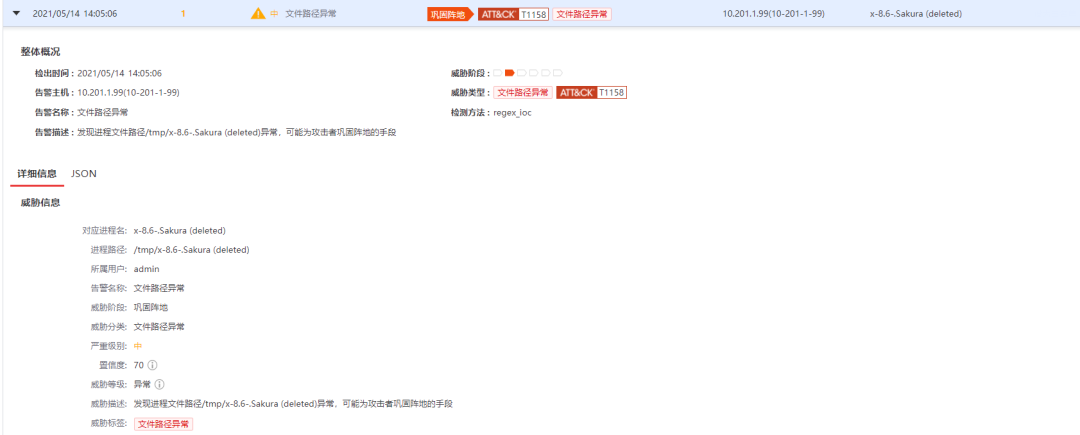 2021/05/14 14:05:06 1 中 文件路径异常 巩固阵地 ATT&CK T1158 文件路径异常 10.201.1.99(10-201-1-99) x-8.6-.Sakura (deleted)
整体概况
检出时间：2021/05/14 14:05:06 威胁阶段：
告警主机：10.201.1.99(10-201-1-99) 威胁类型：文件路径异常 ATT&CK T1158
告警名称：文件路径异常 检测方法：regex_ioc
告警描述：发现进程文件路径/tmp/x-8.6-.Sakura (deleted)异常，可能为攻击者巩固阵地的手段
详细信息 JSON
威胁信息
对应进程名: x-8.6-.Sakura (deleted)
进程路径: /tmp/x-8.6-.Sakura (deleted)
所属用户: admin
告警名称: 文件路径异常
威胁阶段: 巩固阵地
威胁分类: 文件路径异常
严重级别: 中
置信度: 70
威胁等级: 异常
威胁描述: 发现进程文件路径/tmp/x-8.6-.Sakura (deleted)异常，可能为攻击者巩固阵地的手段
威胁标签: 文件路径异常